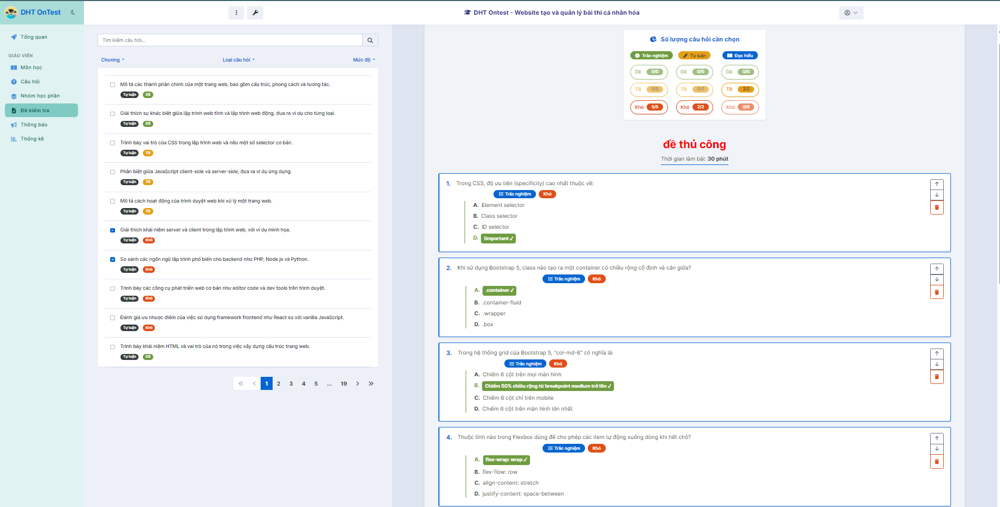 DHT OnTest
DHT Ontest - Website tạo và quản lý bài thi cá nhân hóa
Tổng quan
GIÁO VIÊN
Môn học
Câu hỏi
Nhóm học phần
Đề kiểm tra
Thông báo
Thống kê
Tìm kiếm câu hỏi...
Chương
Loại câu hỏi
Mức độ
Mô tả các thành phần chính của một trang web, bao gồm cấu trúc, phong cách và tương tác.
Tự luận Dễ
Giải thích sự khác biệt giữa lập trình web tĩnh và lập trình web động, đưa ra ví dụ cho từng loại.
Tự luận Dễ
Trình bày vai trò của CSS trong lập trình web và nêu một số selector cơ bản.
Tự luận TB
Phân biệt giữa JavaScript client-side và server-side, đưa ra ví dụ ứng dụng.
Tự luận TB
Mô tả cách hoạt động của trình duyệt web khi xử lý một trang web.
Tự luận TB
Giải thích khái niệm server và client trong lập trình web, với ví dụ minh họa.
Tự luận Khó
So sánh các ngôn ngữ lập trình phổ biến cho backend như PHP, Node.js và Python.
Tự luận Khó
Trình bày các công cụ phát triển web cơ bản như editor code và dev tools trên trình duyệt.
Tự luận Khó
Đánh giá ưu nhược điểm của việc sử dụng framework frontend như React so với vanilla JavaScript.
Tự luận Khó
Trình bày khái niệm HTML và vai trò của nó trong việc xây dựng cấu trúc trang web.
Tự luận Dễ
« ‹ 1 2 3 4 5 ... 19 › »
Số lượng câu hỏi cần chọn
Trắc nghiệm Tự luận Đọc hiểu
Dễ 0/0 Dễ 0/0 Dễ 0/0
TB 0/0 TB 0/0 TB 2/2
Khó 5/5 Khó 2/2 Khó 0/0
đề thủ công
Thời gian làm bài: 30 phút
1. Trong CSS, độ ưu tiên (specificity) cao nhất thuộc về:
Trắc nghiệm Khó
A. Element selector
B. Class selector
C. ID selector
D. !important ✓
2. Khi sử dụng Bootstrap 5, class nào tạo ra một container có chiều rộng cố định và căn giữa?
Trắc nghiệm Khó
A. .container ✓
B. .container-fluid
C. .wrapper
D. .box
3. Trong hệ thống grid của Bootstrap 5, "col-md-6" có nghĩa là:
Trắc nghiệm Khó
A. Chiếm 6 cột trên mọi màn hình
B. Chiếm 50% chiều rộng từ breakpoint medium trở lên ✓
C. Chiếm 6 cột chỉ trên mobile
D. Chiếm 6 cột trên màn hình lớn nhất
4. Thuộc tính nào trong Flexbox dùng để cho phép các item tự động xuống dòng khi hết chỗ?
Trắc nghiệm Khó
A. flex-wrap: wrap ✓
B. flex-flow: row
C. align-content: stretch
D. justify-content: space-between